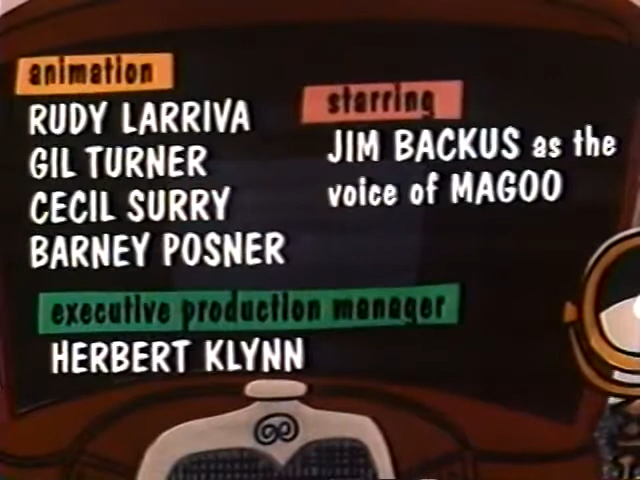 animation
RUDY LARRIVA
GIL TURNER
CECIL SURRY
BARNEY POSNER
starring
JIM BACKUS as the
voice of MAGOO
executive production manager
HERBERT KLYNN